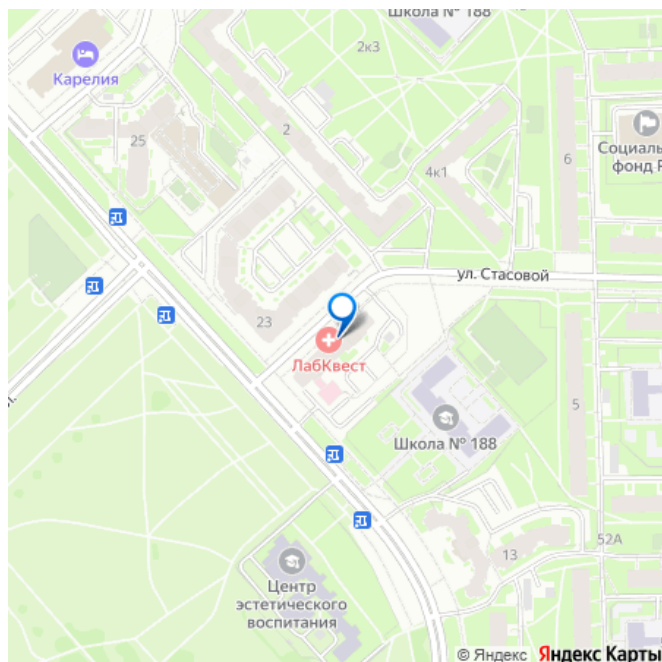 Школа № 188
2к3
Карелия
25
2
4к1
6
Социаль
фонд Р
ул. Стасовой
23
ЛабКвест
5
Школа № 188
13
52А
Центр
эстетического
воспитания
© Яндекс Яндекс Карты